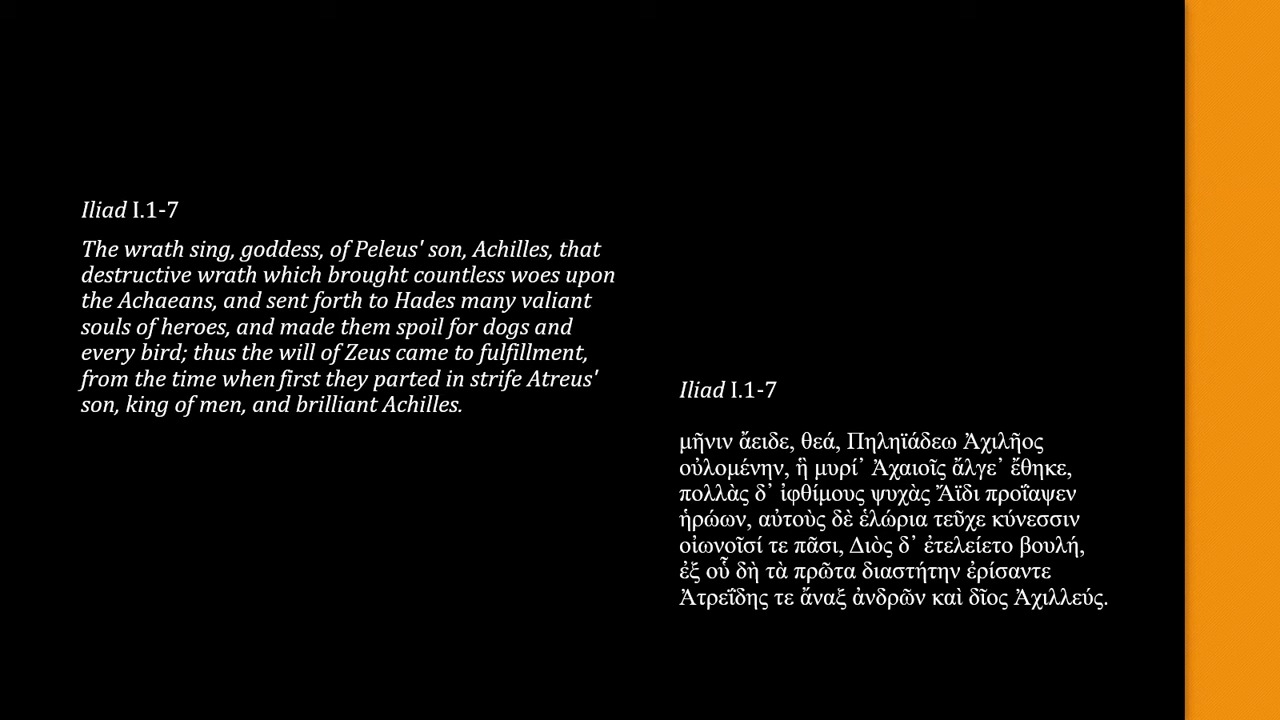 Iliad I.1-7
The wrath sing, goddess, of Peleus' son, Achilles, that
destructive wrath which brought countless woes upon
the Achaeans, and sent forth to Hades many valiant
souls of heroes, and made them spoil for dogs and
every bird; thus the will of Zeus came to fulfillment,
from the time when first they parted in strife Atreus'
son, king of men, and brilliant Achilles.
Iliad I.1-7
μῆνιν ἄειδε, θεά, Πηληϊάδεω Ἀχιλῆος
οὐλομένην, ἣ μυρί᾽ Ἀχαιοῖς ἄλγε᾽ ἔθηκε,
πολλὰς δ᾽ ἰφθίμους ψυχὰς Ἄϊδι προΐαψεν
ἡρώων, αὐτοὺς δὲ ἑλώρια τεῦχε κύνεσσιν
οἰωνοῖσί τε πᾶσι, Διὸς δ᾽ ἐτελείετο βουλή,
ἐξ οὗ δὴ τὰ πρῶτα διαστήτην ἐρίσαντε
Ἀτρεΐδης τε ἄναξ ἀνδρῶν καὶ δῖος Ἀχιλλεύς.